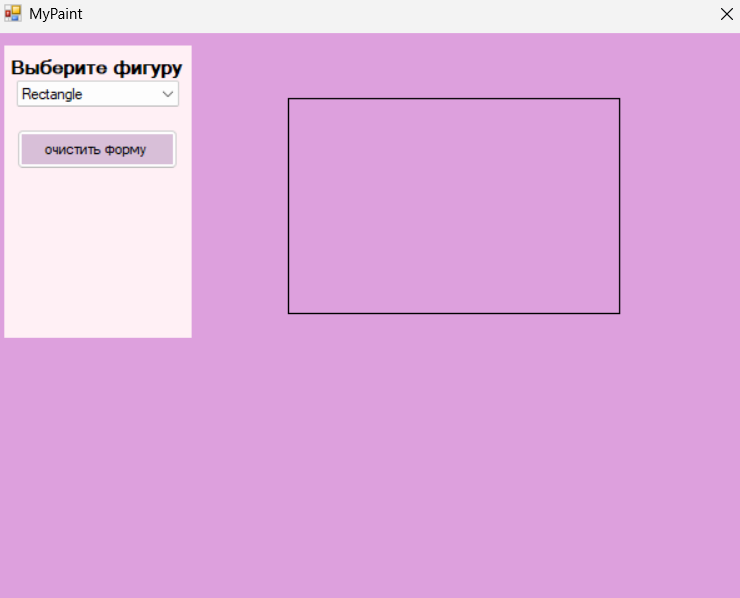 MyPaint
Выберите фигуру
Rectangle
очистить форму